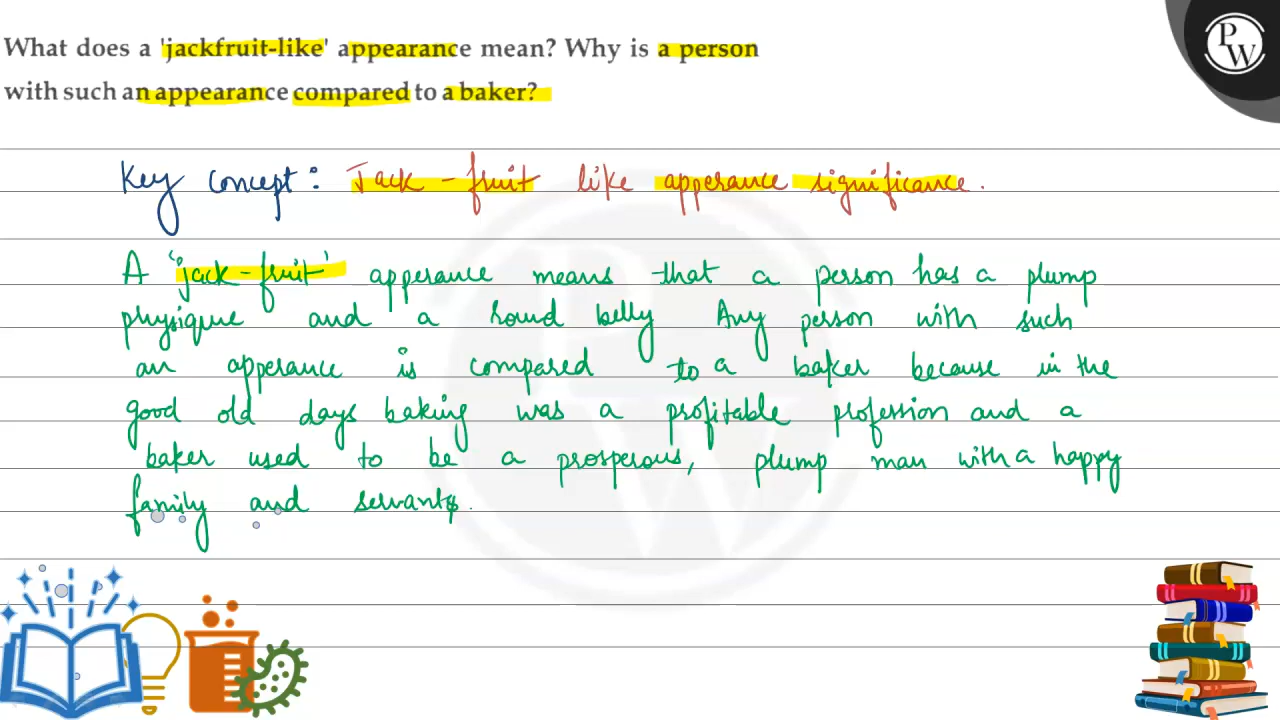 What does a 'jackfruit-like' appearance mean? Why is a person
with such an appearance compared to a baker?
PW
Key concept: Jack-fruit like apperance significance.
A 'jack-fruit' apperance means that a person has a plump
physique and a round belly Any person with such
an apperance is compared to a baker because in the
good old days baking was a profitable profession and a
baker used to be a prosperous, plump man with a happy
family and servants.